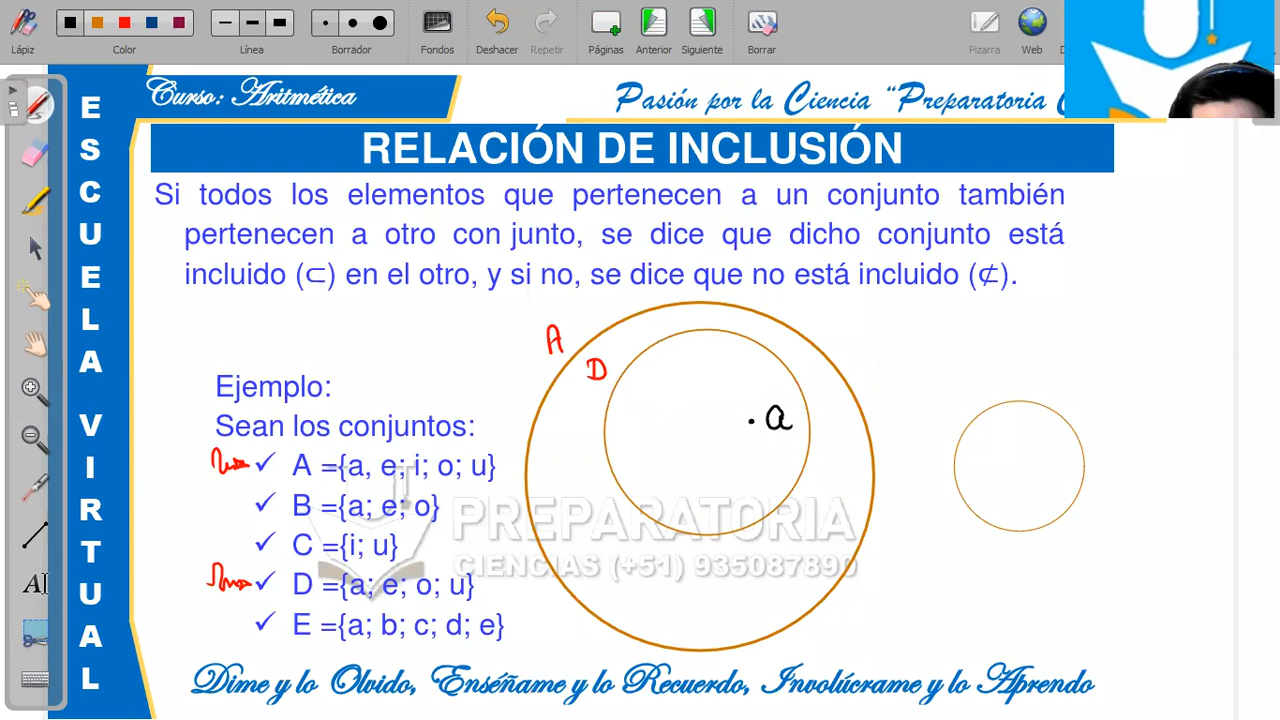 Lápiz
Color
Línea
Borrador
Fondos
Deshacer
Repetir
Páginas
Anterior
Siguiente
Borrar
Pizarra
Web
ESCUELA VIRTUAL
Curso: Aritmética
Pasión por la Ciencia “Preparatoria
RELACIÓN DE INCLUSIÓN
Si todos los elementos que pertenecen a un conjunto también
pertenecen a otro con junto, se dice que dicho conjunto está
incluido (⊂) en el otro, y si no, se dice que no está incluido (⊄).
A
D
a
Ejemplo:
Sean los conjuntos:
✓ A ={a, e; i; o; u}
✓ B ={a; e; o}
✓ C ={i; u}
✓ D ={a; e; o; u}
✓ E ={a; b; c; d; e}
PREPARATORIA
CIENCIAS (+51) 935087890
Dime y lo Olvido, Enséñame y lo Recuerdo, Involúcrame y lo Aprendo